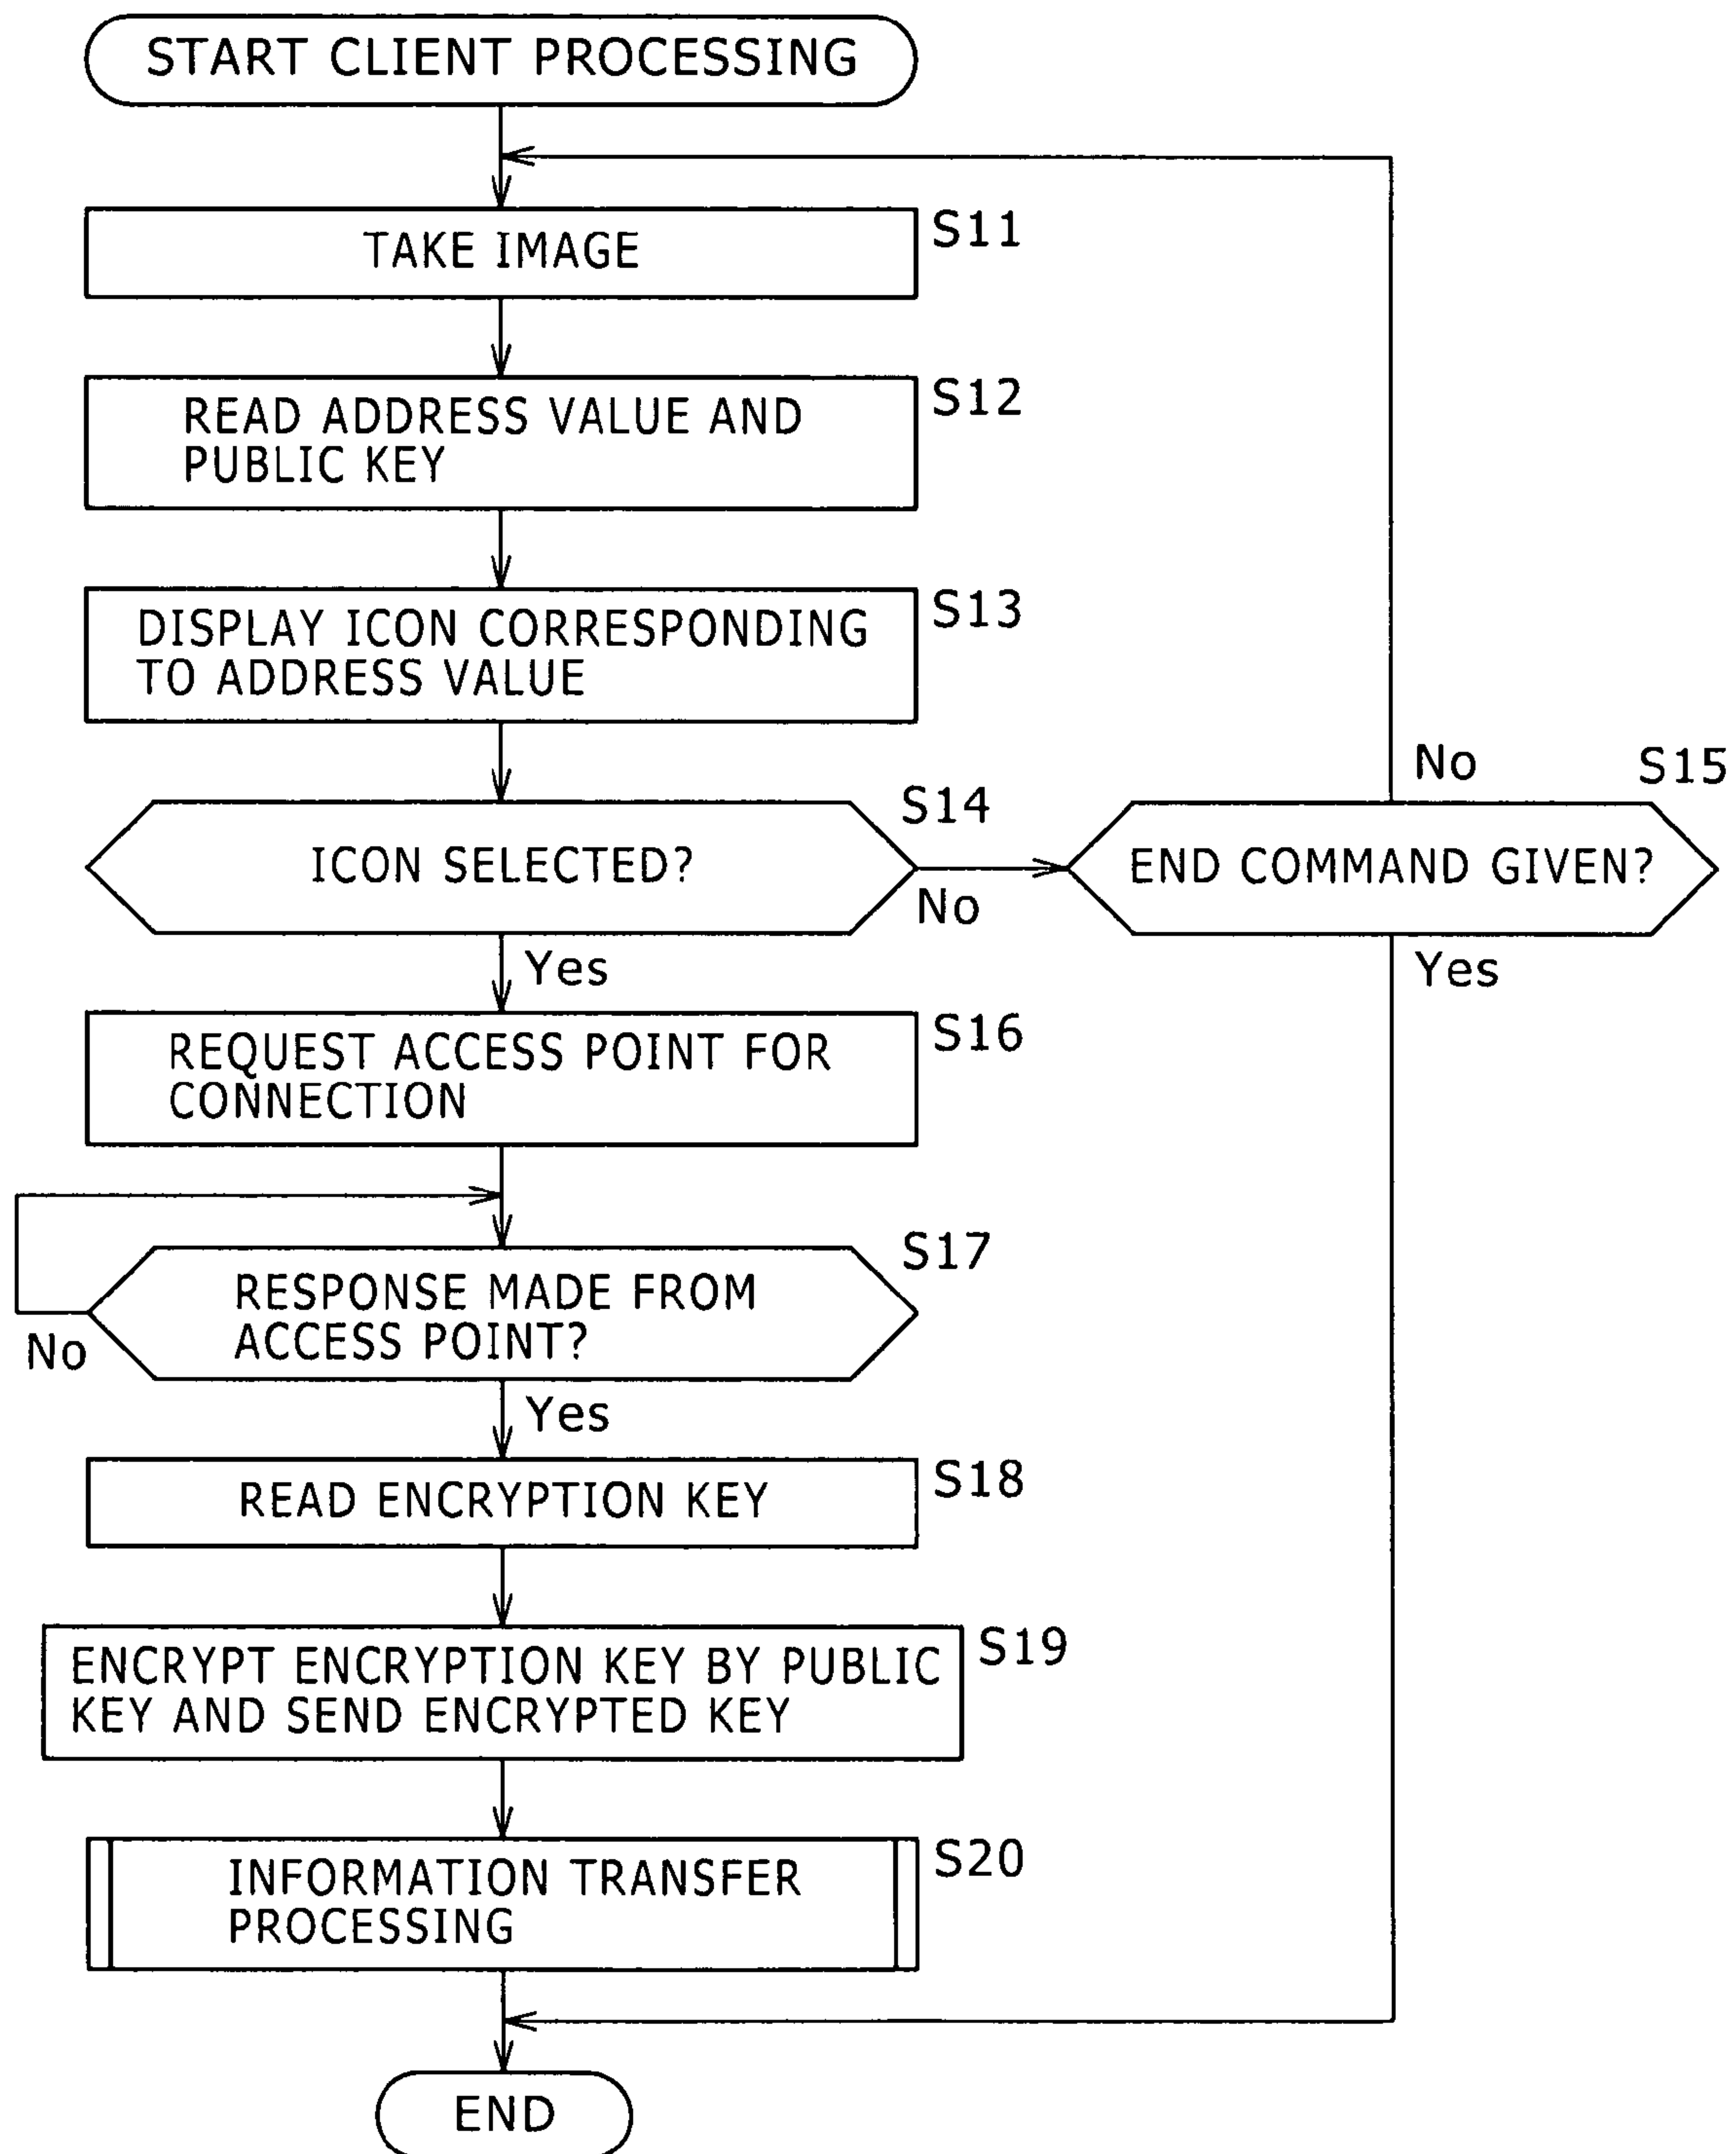 START CLIENT PROCESSING
TAKE IMAGE
S11
READ ADDRESS VALUE AND
PUBLIC KEY
S12
DISPLAY ICON CORRESPONDING
TO ADDRESS VALUE
S13
ICON SELECTED?
S14
No
Yes
END COMMAND GIVEN?
S15
No
Yes
REQUEST ACCESS POINT FOR
CONNECTION
S16
RESPONSE MADE FROM
ACCESS POINT?
S17
No
Yes
READ ENCRYPTION KEY
S18
ENCRYPT ENCRYPTION KEY BY PUBLIC
KEY AND SEND ENCRYPTED KEY
S19
INFORMATION TRANSFER
PROCESSING
S20
END